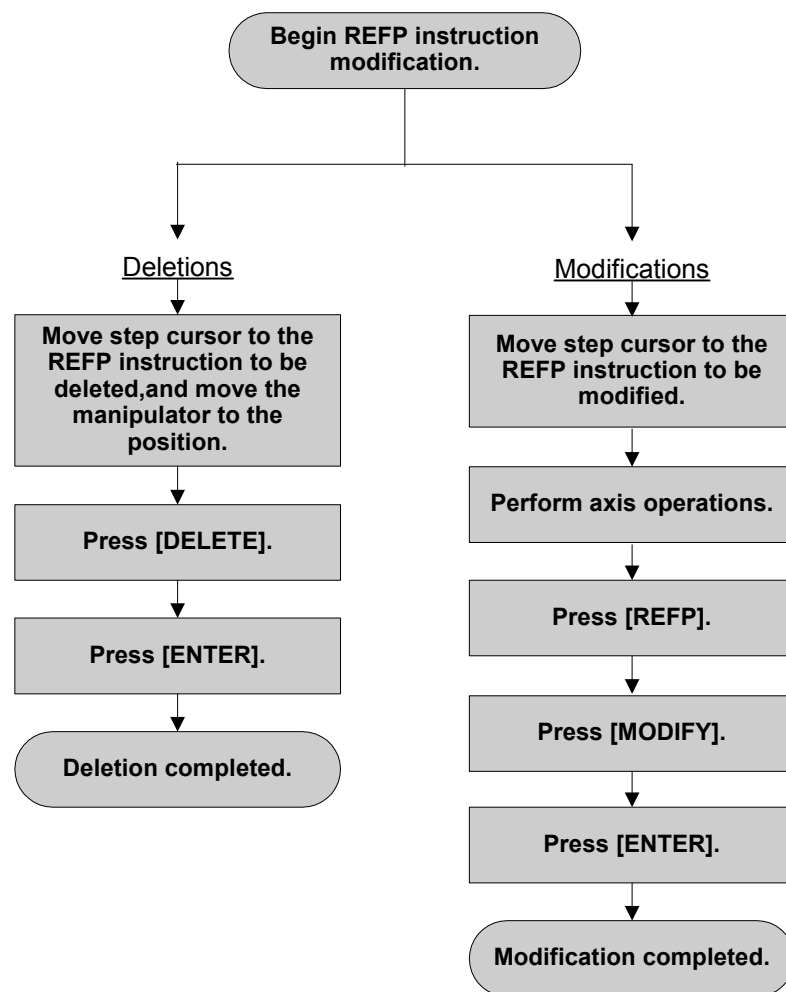 Begin REFP instruction
modification.
Deletions
Move step cursor to the
REFP instruction to be
deleted,and move the
manipulator to the
position.
Press [DELETE].
Press [ENTER].
Deletion completed.
Modifications
Move step cursor to the
REFP instruction to be
modified.
Perform axis operations.
Press [REFP].
Press [MODIFY].
Press [ENTER].
Modification completed.